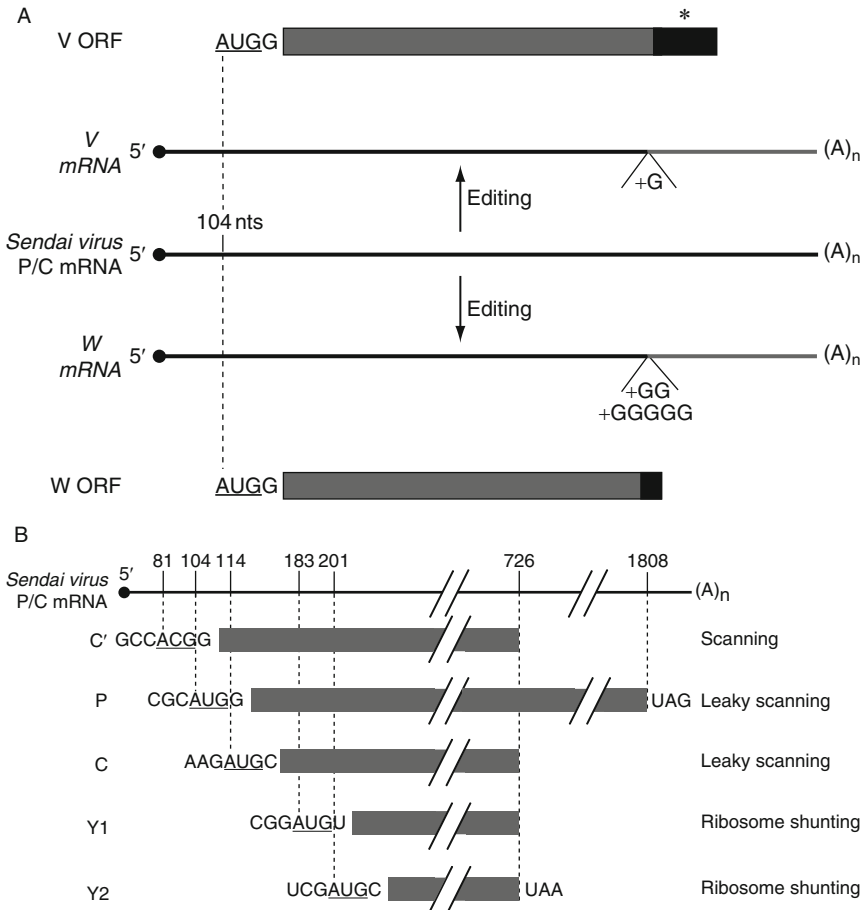 A
V ORF
AUGG
*
V
mRNA
5′
(A)n
+G
Editing
104 nts
Sendai virus
P/C mRNA
5′
(A)n
Editing
W
mRNA
5′
(A)n
+GG
+GGGGG
W ORF
AUGG
B
81 104 114 183 201 726 1808
Sendai virus
P/C mRNA
5′
(A)n
C′ GCCACGG Scanning
P CGCAUGG UAG Leaky scanning
C AAGAUGC Leaky scanning
Y1 CGGAUGU Ribosome shunting
Y2 UCGAUGC UAA Ribosome shunting